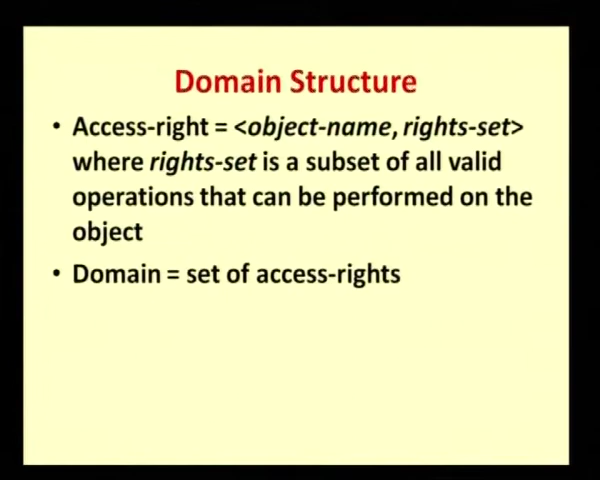 Domain Structure
• Access-right = <object-name, rights-set>
where rights-set is a subset of all valid
operations that can be performed on the
object
• Domain = set of access-rights